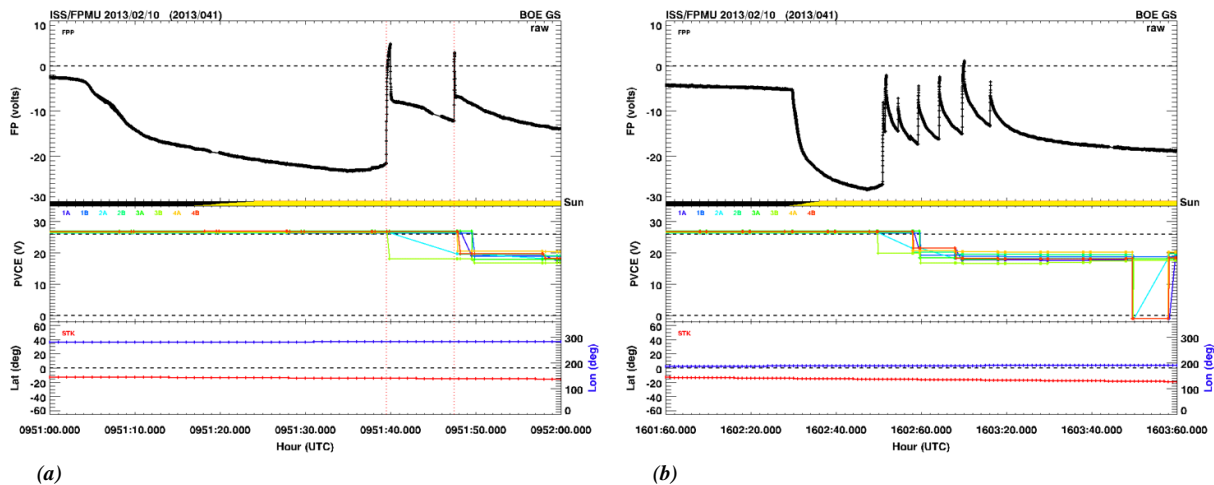 ISS/FPMU 2013/02/10 (2013/041) BOE GS
raw
FPP
0
-10
-20
-30
FP (volts)
Sun
1A 1B 2A 2B 3A 3B 4A 4B
30
20
10
0
PVCE (V)
STK
60
40
20
0
-20
-40
-60
Lat (deg)
300
200
100
0
Lon (deg)
0951:00.000 0951:10.000 0951:20.000 0951:30.000 0951:40.000 0951:50.000 0952:00.000
Hour (UTC)
(a)
ISS/FPMU 2013/02/10 (2013/041) BOE GS
raw
FPP
0
-10
-20
-30
FP (volts)
Sun
1A 1B 2A 2B 3A 3B 4A 4B
30
20
10
0
PVCE (V)
STK
60
40
20
0
-20
-40
-60
Lat (deg)
300
200
100
0
Lon (deg)
1601:60.000 1602:20.000 1602:40.000 1602:60.000 1603:20.000 1603:40.000 1603:60.000
Hour (UTC)
(b)